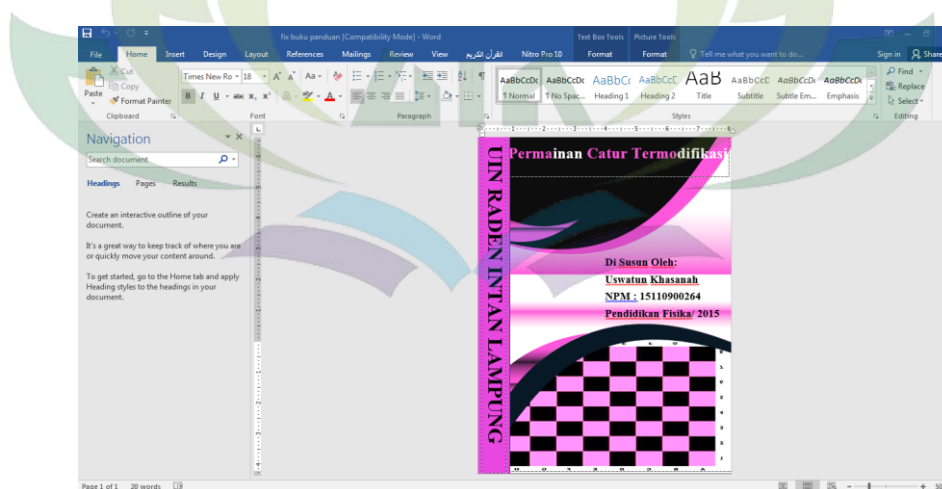 fix buku panduan [Compatibility Mode] - Word
Text Box Tools Picture Tools
File Home Insert Design Layout References Mailings Review View القرآن الكريم Nitro Pro 10 Format Format Tell me what you want to do... Sign in Share
Cut
Copy
Paste
Format Painter
Clipboard
Times New Ro 18
B I U abc x, x²
Font
Paragraph
AaBbCcDc AaBbCcDc AaBbCc AaBbCcC AaB AaBbCcC AaBbCcDc AaBbCcDc
¶ Normal ¶ No Spac... Heading 1 Heading 2 Title Subtitle Subtle Em... Emphasis
Styles
Find
Replace
Select
Editing
Navigation
Search document
Headings Pages Results
Create an interactive outline of your
document.
It's a great way to keep track of where you are
or quickly move your content around.
To get started, go to the Home tab and apply
Heading styles to the headings in your
document.
UIN RADEN INTAN LAMPUNG
Permainan Catur Termodifikasi
Di Susun Oleh:
Uswatun Khasanah
NPM : 15110900264
Pendidikan Fisika/ 2015
Page 1 of 1 20 words